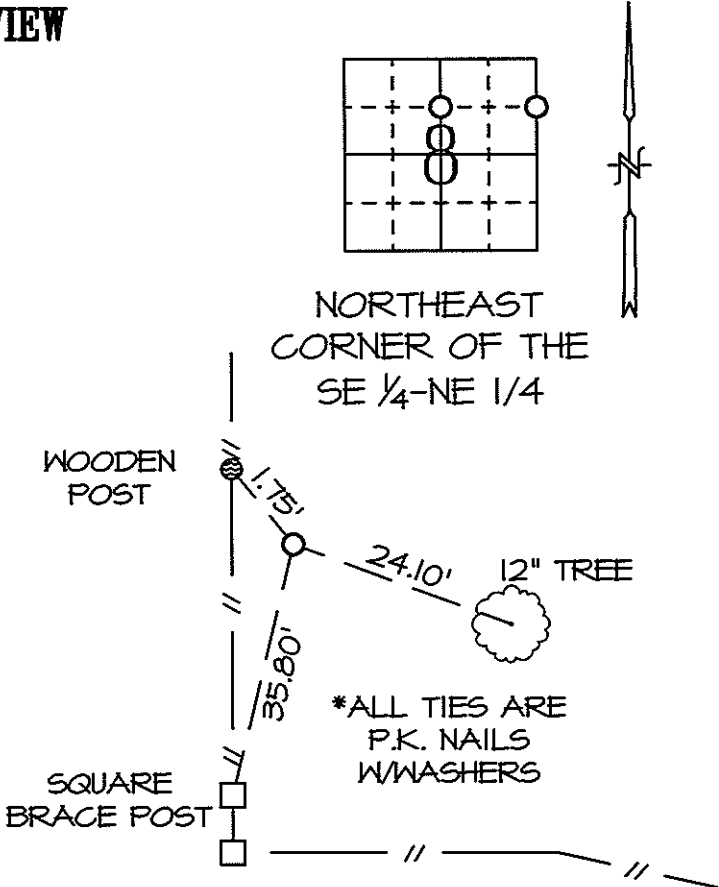 VIEW
8
NORTHEAST
CORNER OF THE
SE ¼-NE 1/4
WOODEN
POST
1.75'
24.10'
12" TREE
35.80'
*ALL TIES ARE
P.K. NAILS
W/WASHERS
SQUARE
BRACE POST